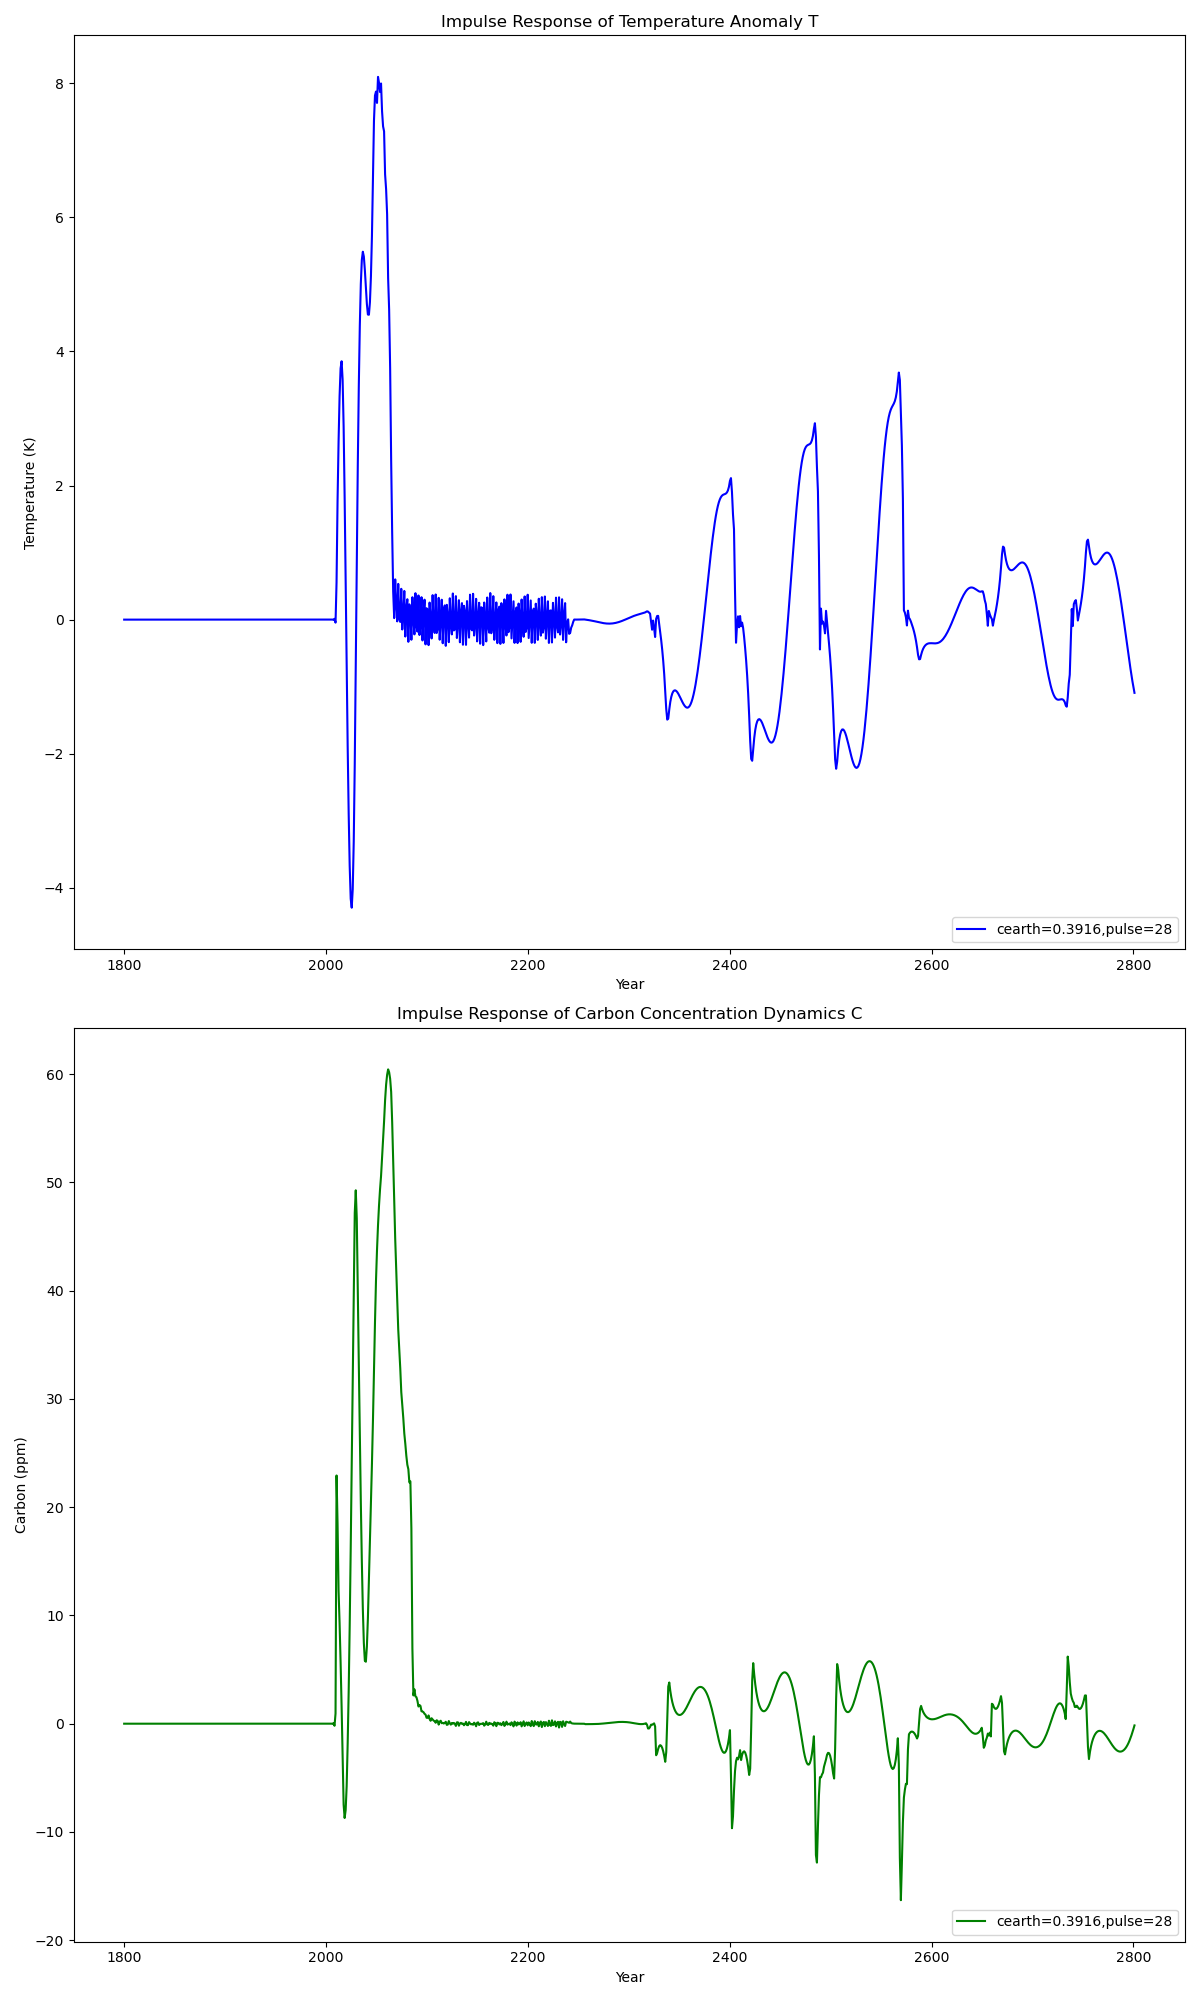 Impulse Response of Temperature Anomaly T
8
6
4
2
0
−2
−4
Temperature (K)
cearth=0.3916,pulse=28
1800 2000 2200 2400 2600 2800
Year
Impulse Response of Carbon Concentration Dynamics C
60
50
40
30
20
10
0
−10
−20
Carbon (ppm)
cearth=0.3916,pulse=28
1800 2000 2200 2400 2600 2800
Year